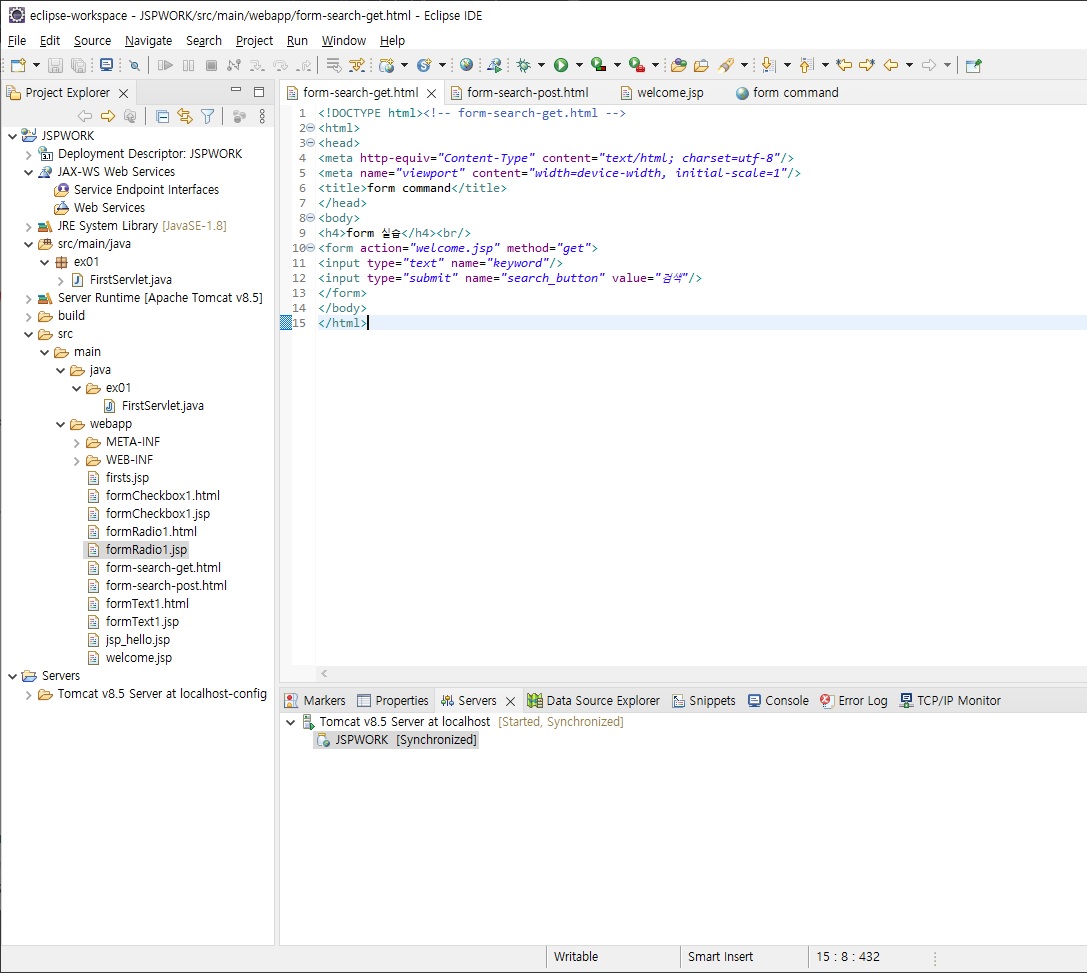 eclipse-workspace - JSPWORK/src/main/webapp/form-search-get.html - Eclipse IDE
File Edit Source Navigate Search Project Run Window Help
Project Explorer
JSPWORK
Deployment Descriptor: JSPWORK
JAX-WS Web Services
Service Endpoint Interfaces
Web Services
JRE System Library [JavaSE-1.8]
src/main/java
ex01
FirstServlet.java
Server Runtime [Apache Tomcat v8.5]
build
src
main
java
ex01
FirstServlet.java
webapp
META-INF
WEB-INF
firsts.jsp
formCheckbox1.html
formCheckbox1.jsp
formRadio1.html
formRadio1.jsp
form-search-get.html
form-search-post.html
formText1.html
formText1.jsp
jsp_hello.jsp
welcome.jsp
Servers
Tomcat v8.5 Server at localhost-config
form-search-get.html form-search-post.html welcome.jsp form command
1 <!DOCTYPE html><!-- form-search-get.html -->
2 <html>
3 <head>
4 <meta http-equiv="Content-Type" content="text/html; charset=utf-8"/>
5 <meta name="viewport" content="width=device-width, initial-scale=1"/>
6 <title>form command</title>
7 </head>
8 <body>
9 <h4>form 실습</h4><br/>
10 <form action="welcome.jsp" method="get">
11 <input type="text" name="keyword"/>
12 <input type="submit" name="search_button" value="검색"/>
13 </form>
14 </body>
15 </html>
Markers Properties Servers Data Source Explorer Snippets Console Error Log TCP/IP Monitor
Tomcat v8.5 Server at localhost [Started, Synchronized]
JSPWORK [Synchronized]
Writable Smart Insert 15 : 8 : 432